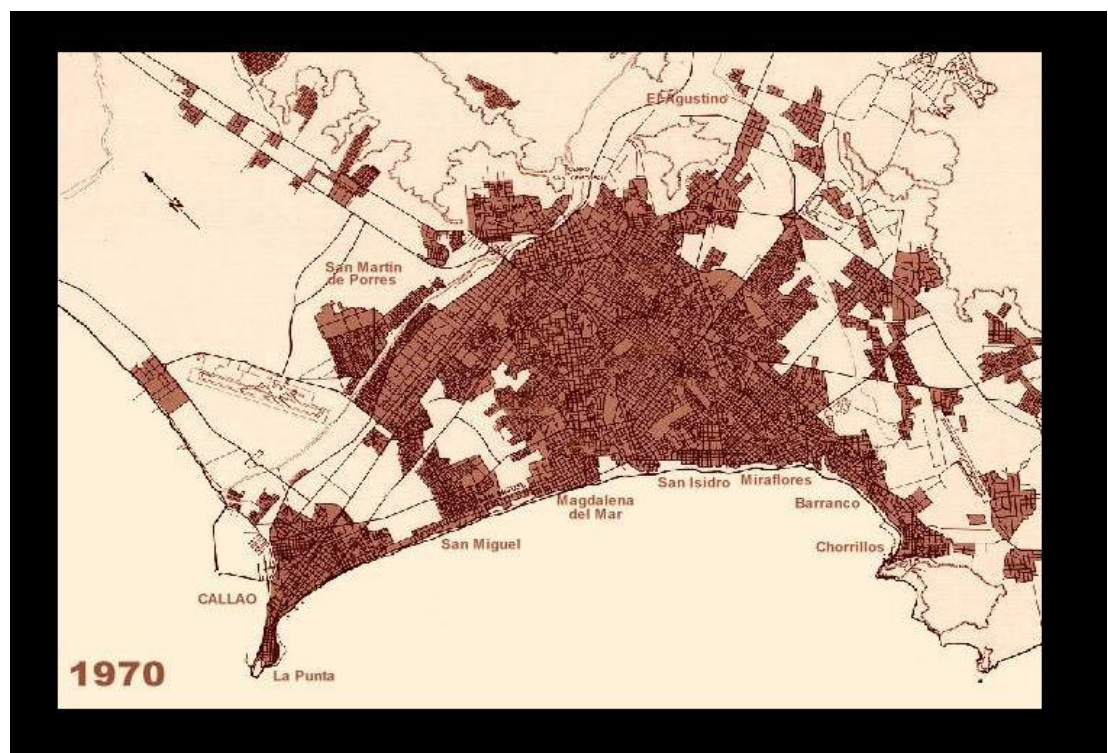 El Agustino
N
San Martin
de Porres
Magdalena
del Mar
San Isidro
Miraflores
Barranco
San Miguel
Chorrillos
CALLAO
La Punta
1970